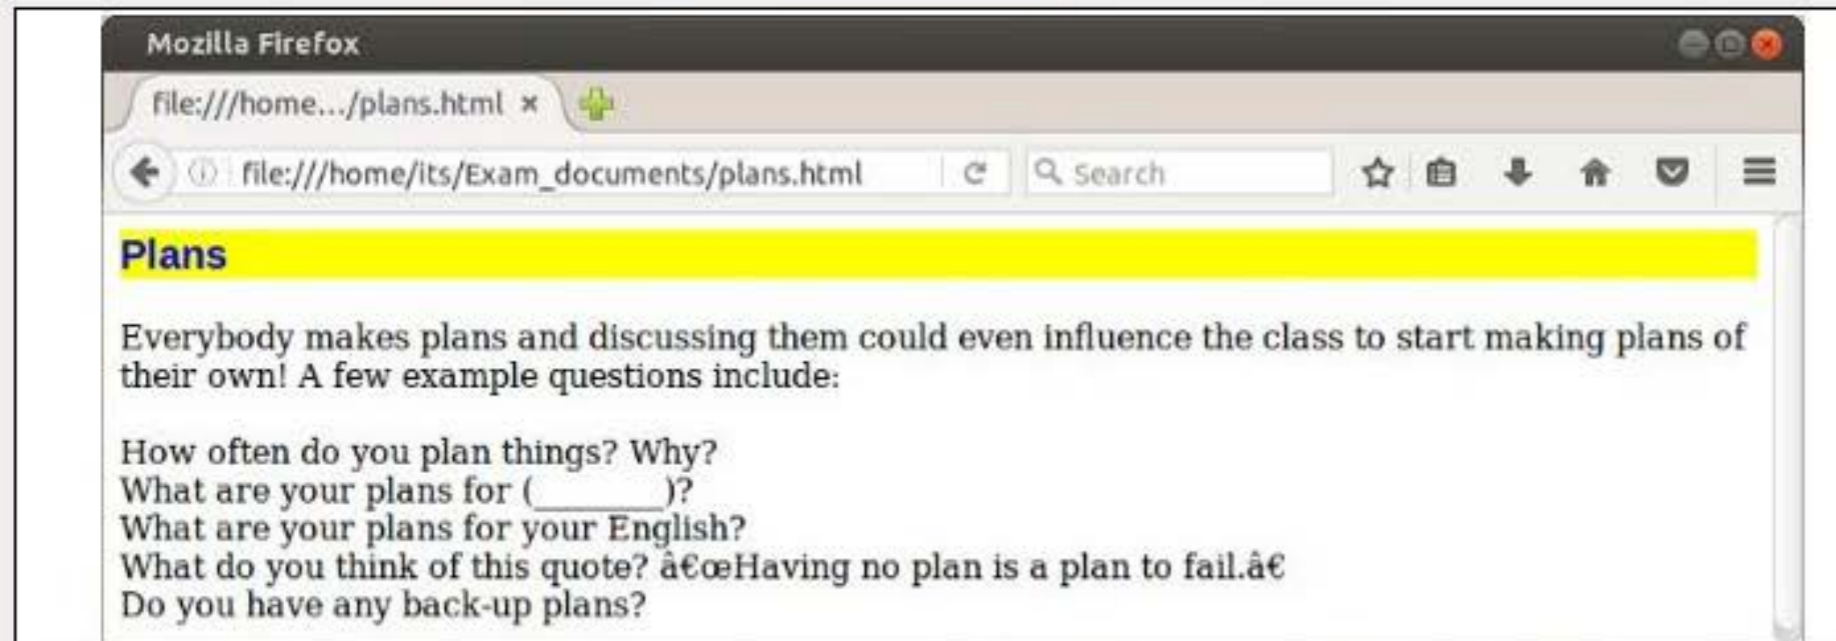 Mozilla Firefox
file:///home.../plans.html ×
file:///home/its/Exam_documents/plans.html
Search
Plans
Everybody makes plans and discussing them could even influence the class to start making plans of
their own! A few example questions include:
How often do you plan things? Why?
What are your plans for (________)?
What are your plans for your English?
What do you think of this quote? â€œHaving no plan is a plan to fail.â€
Do you have any back-up plans?